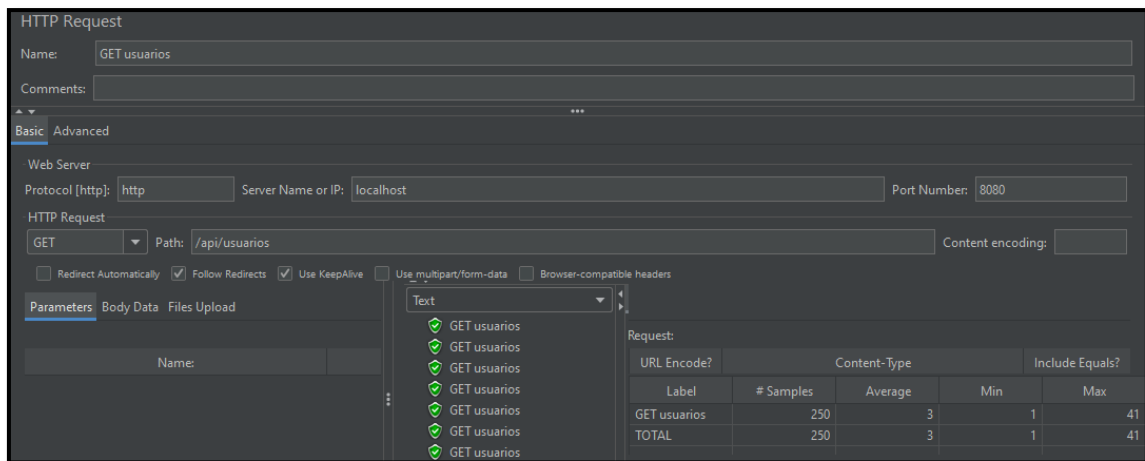 HTTP Request
Name: GET usuarios
Comments:
Basic Advanced
Web Server
Protocol [http]: http Server Name or IP: localhost Port Number: 8080
HTTP Request
GET Path: /api/usuarios Content encoding:
Redirect Automatically Follow Redirects Use KeepAlive Use multipart/form-data Browser-compatible headers
Parameters Body Data Files Upload
Name:
Text
GET usuarios
GET usuarios
GET usuarios
GET usuarios
GET usuarios
GET usuarios
GET usuarios
Request:
URL Encode? Content-Type Include Equals?
Label # Samples Average Min Max
GET usuarios 250 3 1 41
TOTAL 250 3 1 41